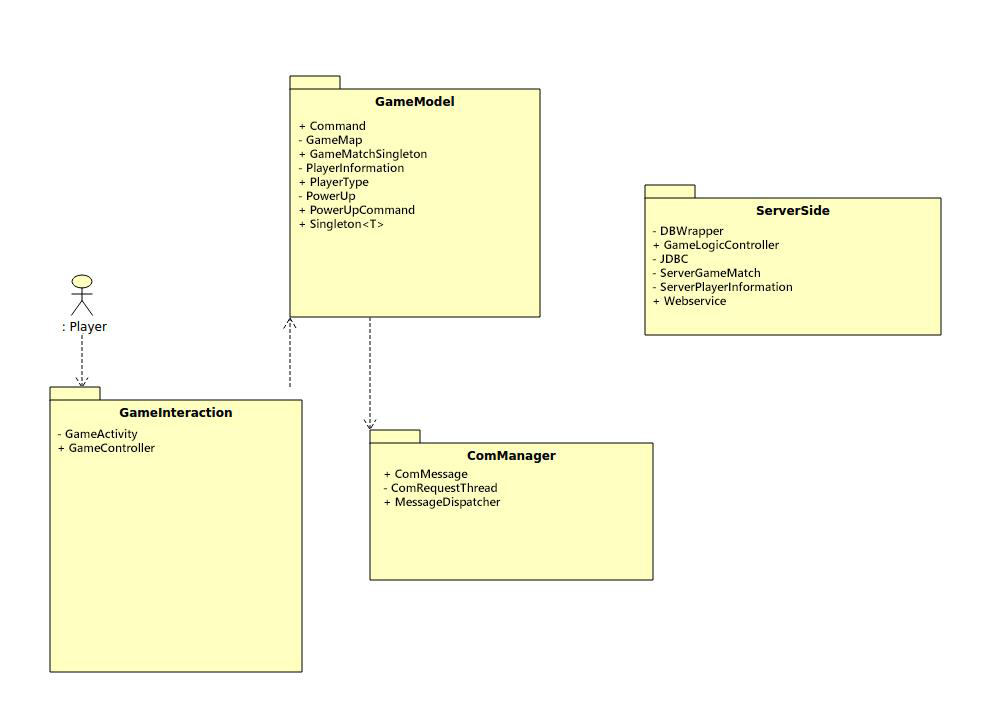 GameModel
+ Command
- GameMap
+ GameMatchSingleton
- PlayerInformation
+ PlayerType
- PowerUp
+ PowerUpCommand
+ Singleton<T>
ServerSide
- DBWrapper
+ GameLogicController
- JDBC
- ServerGameMatch
- ServerPlayerInformation
+ Webservice
: Player
GameInteraction
- GameActivity
+ GameController
ComManager
+ ComMessage
- ComRequestThread
+ MessageDispatcher